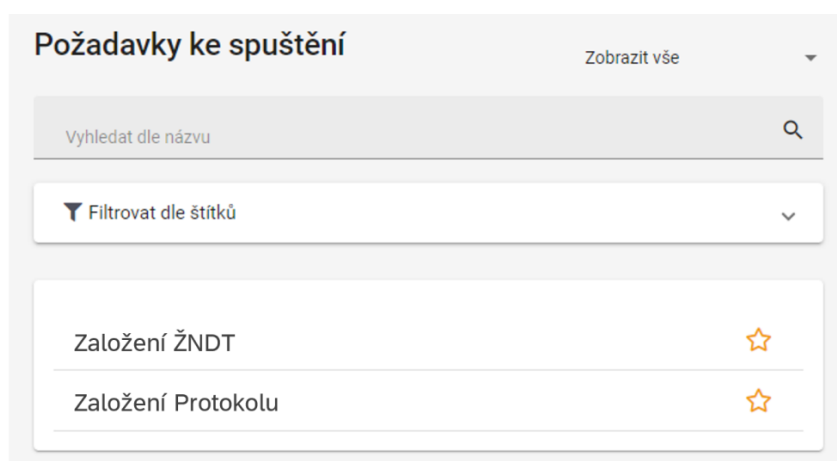 Požadavky ke spuštění
Zobrazit vše
Vyhledat dle názvu
Filtrovat dle štítků
Založení ŽNDT
Založení Protokolu